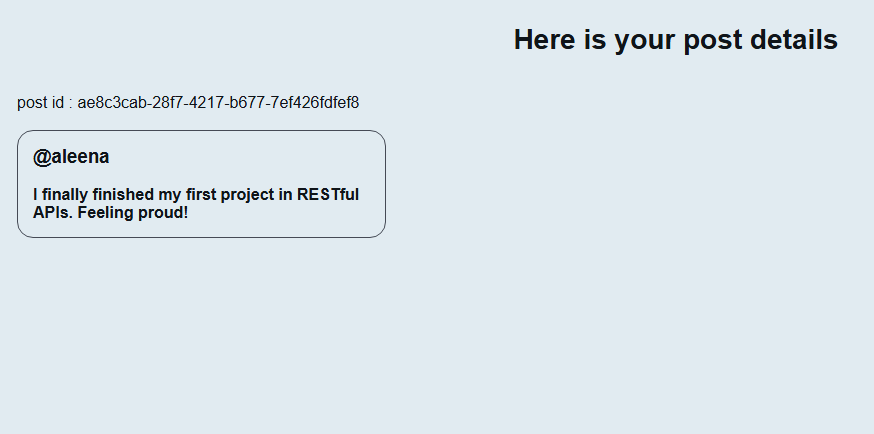 Here is your post details
post id : ae8c3cab-28f7-4217-b677-7ef426fdfef8
@aleena
I finally finished my first project in RESTful
APIs. Feeling proud!